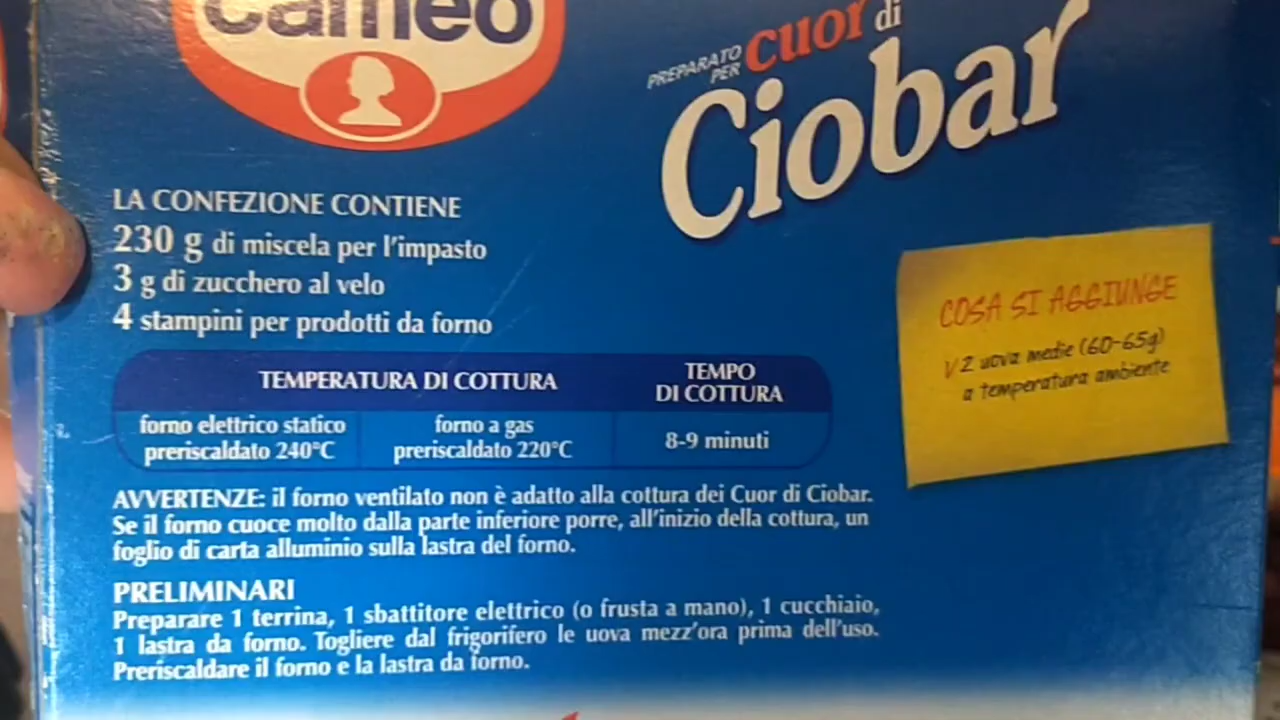 cameo
PREPARATO
PER
cuor di
Ciobar
LA CONFEZIONE CONTIENE
230 g di miscela per l'impasto
3 g di zucchero al velo
4 stampini per prodotti da forno
COSA SI AGGIUNGE
√ 2 uova medie (60-65g)
a temperatura ambiente
TEMPERATURA DI COTTURA
TEMPO
DI COTTURA
forno elettrico statico
preriscaldato 240°C
forno a gas
preriscaldato 220°C
8-9 minuti
AVVERTENZE: il forno ventilato non è adatto alla cottura dei Cuor di Ciobar.
Se il forno cuoce molto dalla parte inferiore porre, all'inizio della cottura, un
foglio di carta alluminio sulla lastra del forno.
PRELIMINARI
Preparare 1 terrina, 1 sbattitore elettrico (o frusta a mano), 1 cucchiaio,
1 lastra da forno. Togliere dal frigorifero le uova mezz'ora prima dell'uso.
Preriscaldare il forno e la lastra da forno.